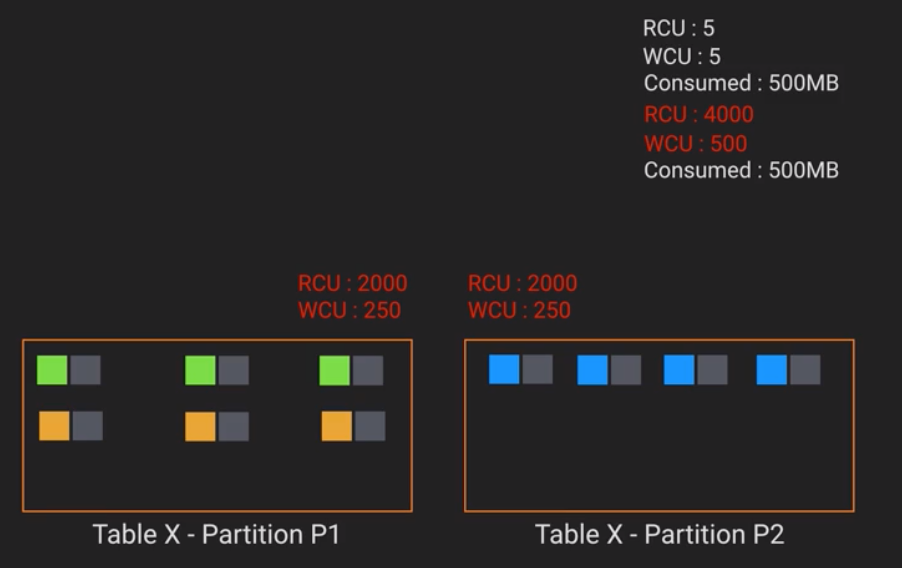 RCU : 5
WCU : 5
Consumed : 500MB
RCU : 4000
WCU : 500
Consumed : 500MB
RCU : 2000
WCU : 250
RCU : 2000
WCU : 250
Table X - Partition P1
Table X - Partition P2